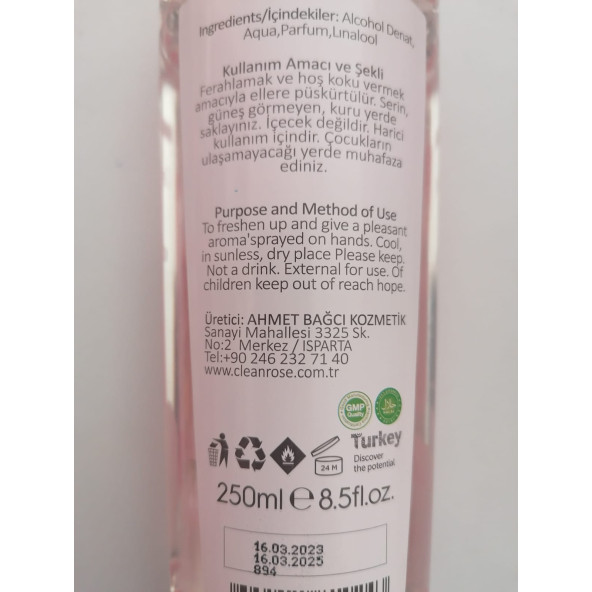 Ingredients/İçindekiler: Alcohol Denat,
Aqua,Parfum,Linalool
Kullanım Amacı ve Şekli
Ferahlamak ve hoş koku vermek
amacıyla ellere püskürtülür. Serin,
güneş görmeyen, kuru yerde
saklayınız. İçecek değildir. Harici
kullanım içindir. Çocukların
ulaşamayacağı yerde muhafaza
ediniz.
Purpose and Method of Use
To freshen up and give a pleasant
aroma'sprayed on hands. Cool,
in sunless, dry place Please keep.
Not a drink. External for use. Of
children keep out of reach hope.
Üretici: AHMET BAĞCI KOZMETİK
Sanayi Mahallesi 3325 Sk.
No:2 Merkez / ISPARTA
Tel:+90 246 232 71 40
www.cleanrose.com.tr
GMP
Quality
24 M
Turkey
Discover
the potential
250ml e 8.5fl.oz.
16.03.2023
16.03.2025
894